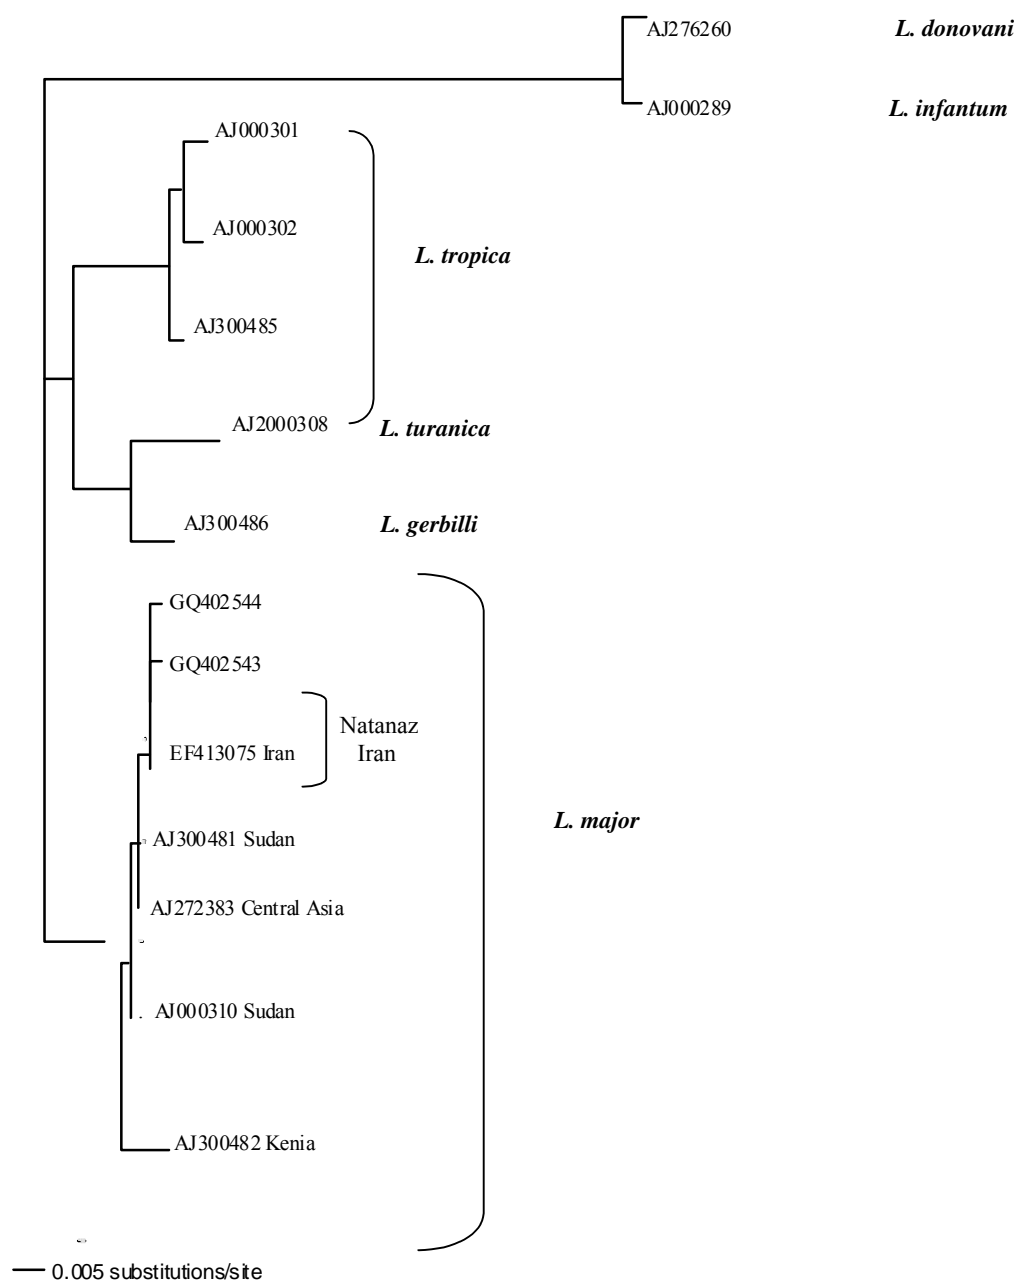 AJ276260 L. donovani
AJ000289 L. infantum
AJ000301
AJ000302
L. tropica
AJ300485
AJ2000308 L. turanica
AJ300486 L. gerbilli
GQ402544
GQ402543
Natanaz
EF413075 Iran Iran
L. major
AJ300481 Sudan
AJ272383 Central Asia
AJ000310 Sudan
AJ300482 Kenia
0.005 substitutions/site